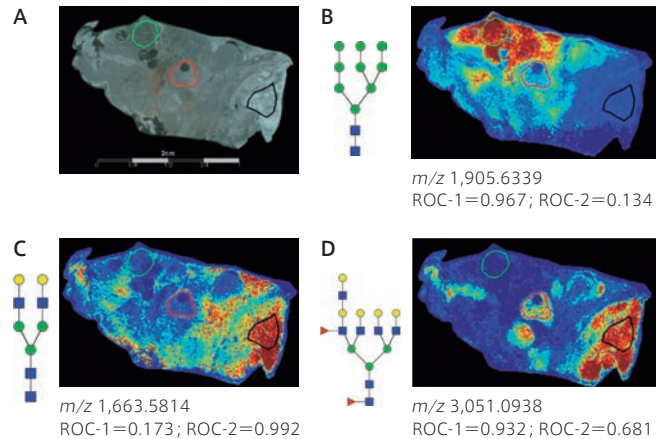 A
2cm
B
m/z 1,905.6339
ROC-1=0.967; ROC-2=0.134
C
m/z 1,663.5814
ROC-1=0.173; ROC-2=0.992
D
m/z 3,051.0938
ROC-1=0.932; ROC-2=0.681